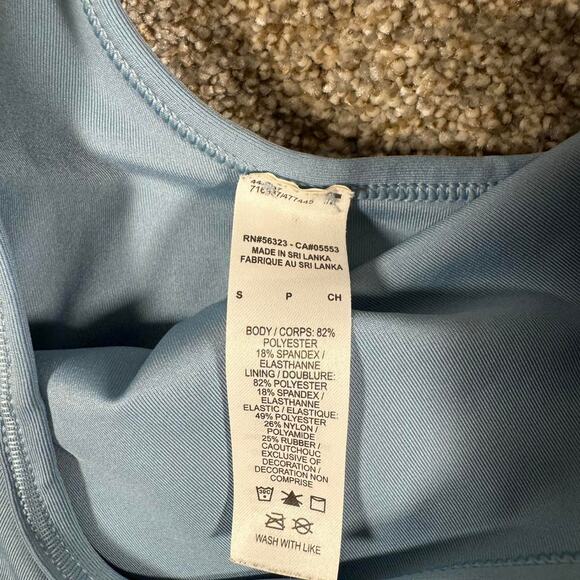 RN#56323 - CA#05553
MADE IN SRI LANKA
FABRIQUE AU SRI LANKA
S P CH
BODY / CORPS: 82%
POLYESTER
18% SPANDEX /
ELASTHANNE
LINING / DOUBLURE:
82% POLYESTER
18% SPANDEX /
ELASTHANNE
ELASTIC / ELASTIQUE:
49% POLYESTER
26% NYLON /
POLYAMIDE
25% RUBBER /
CAOUTCHOUC
EXCLUSIVE OF
DECORATION /
DECORATION NON
COMPRISE
WASH WITH LIKE